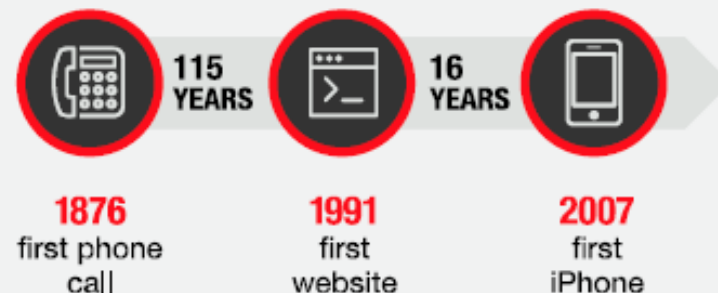 115
YEARS
16
YEARS
1876
first phone
call
1991
first
website
2007
first
iPhone